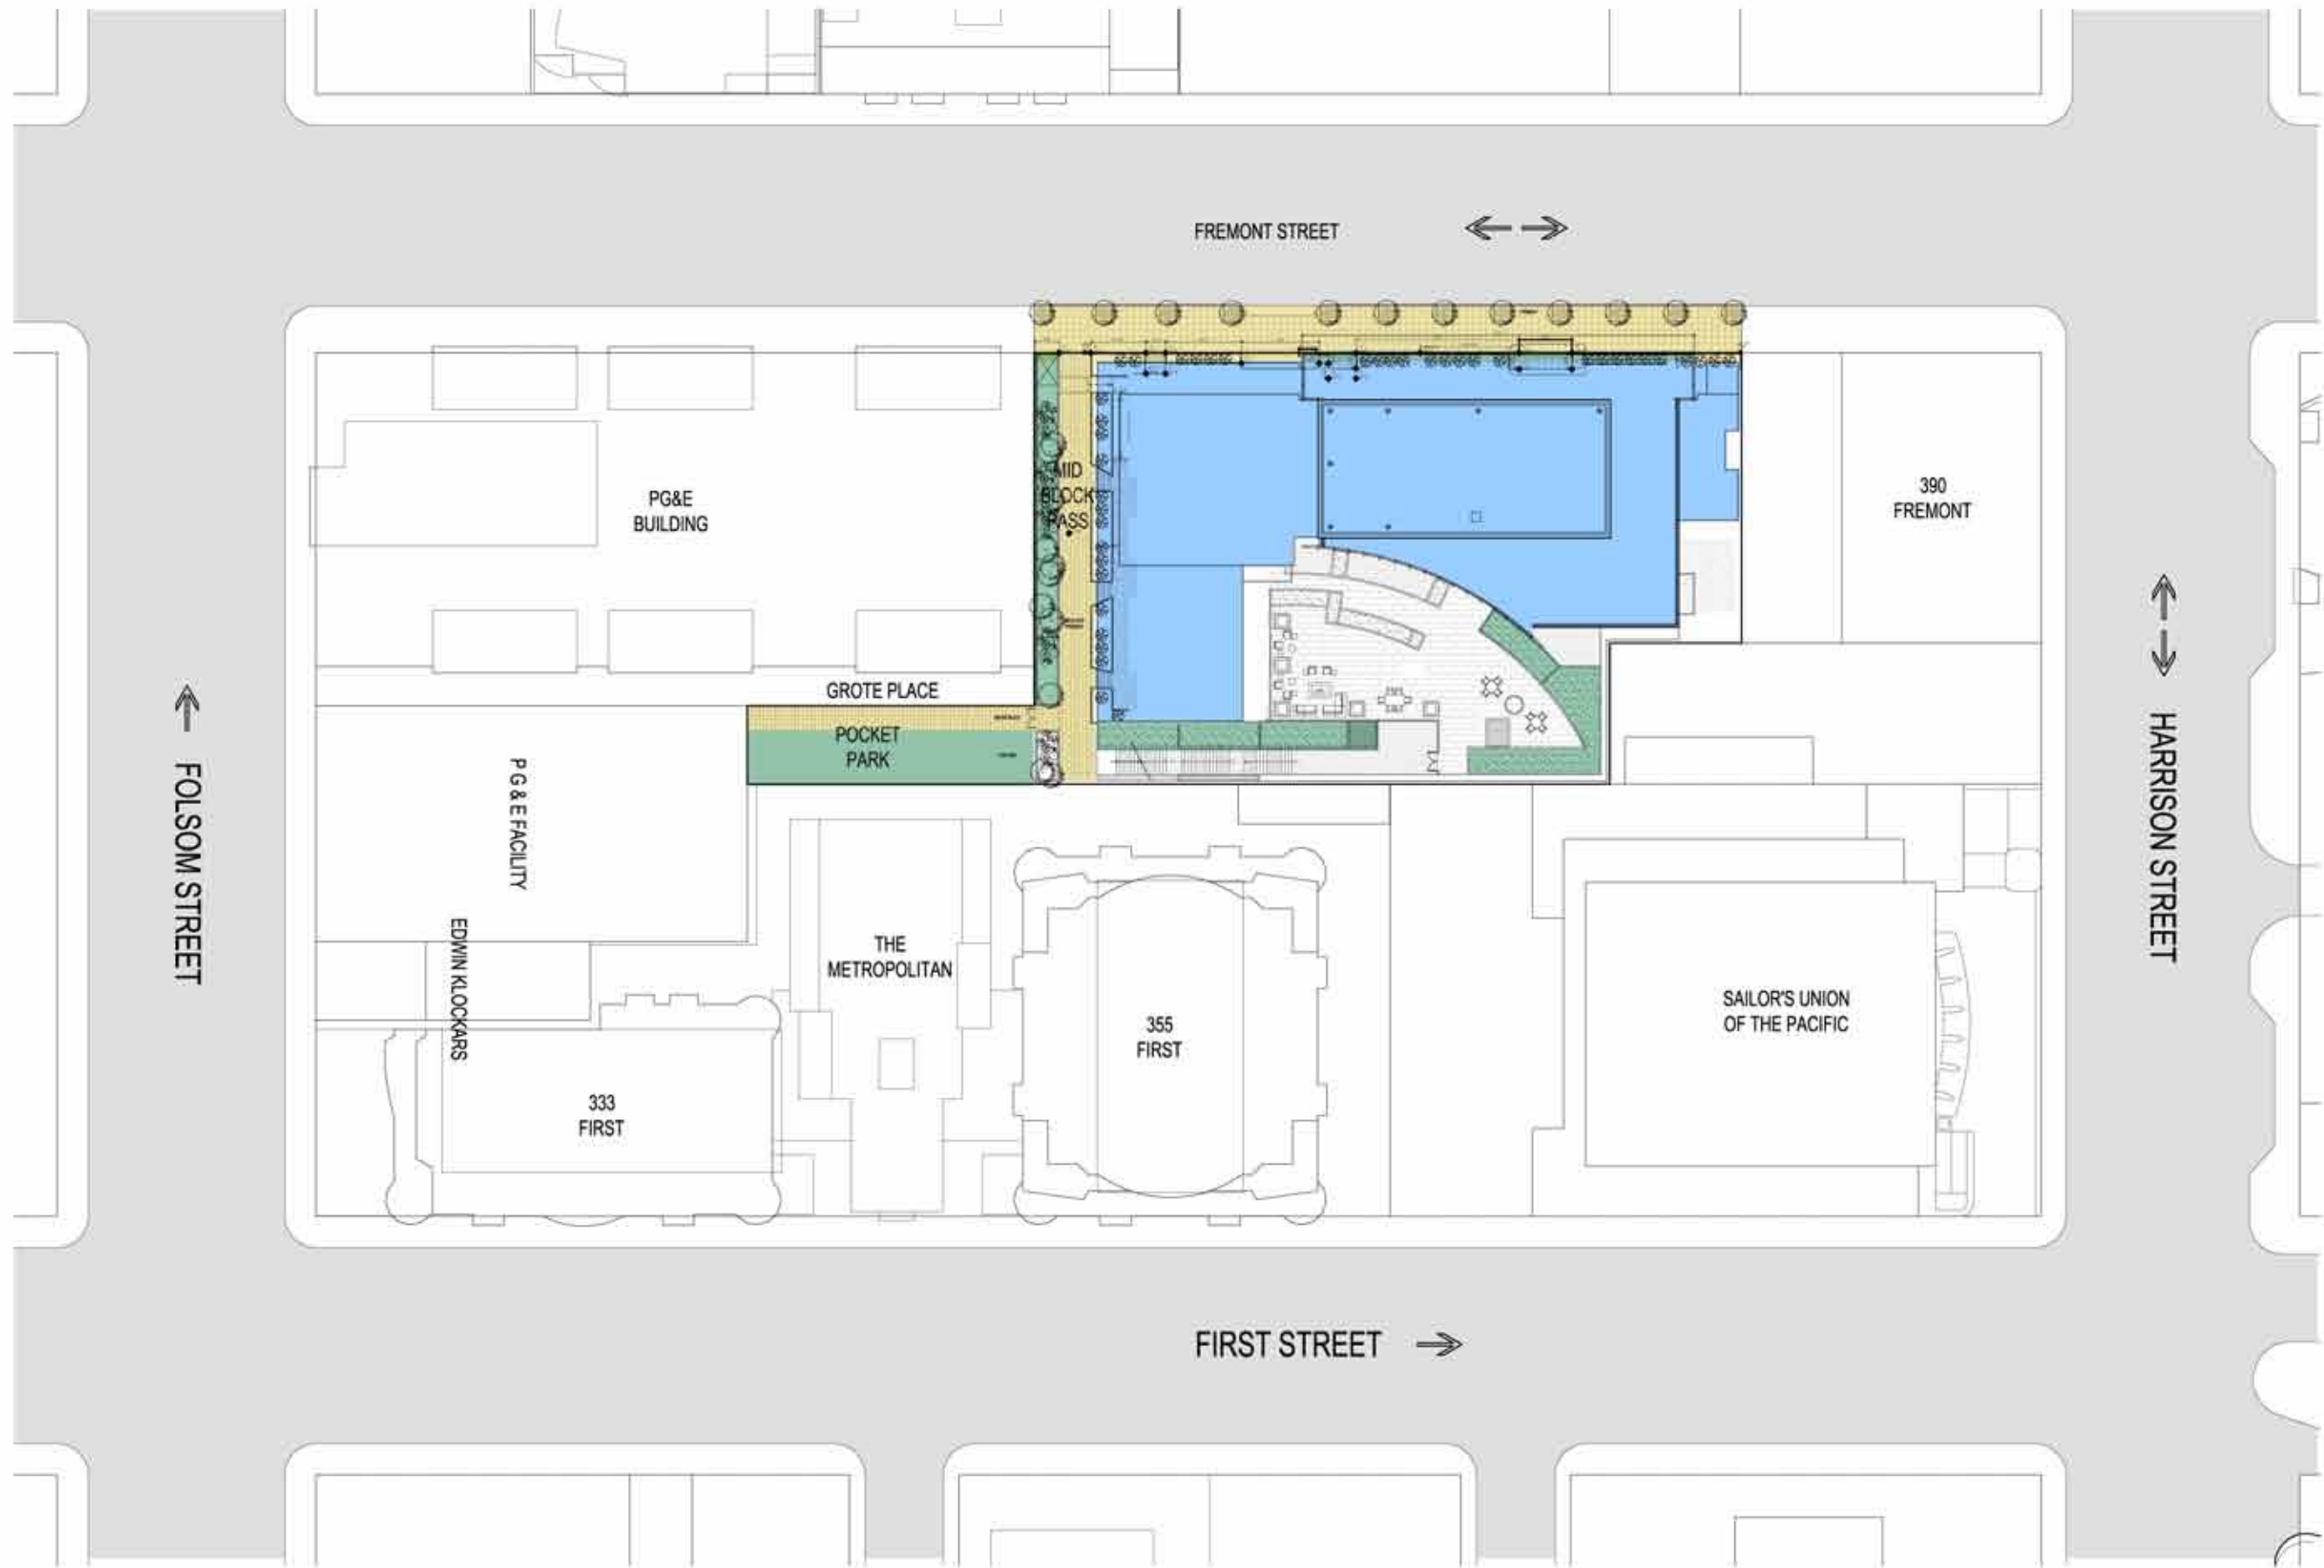 FREMONT STREET
MID
BLOCK
PASS
PG&E
BUILDING
390
FREMONT
GROTE PLACE
POCKET
PARK
FOLSOM STREET
PG&E FACILITY
HARRISON STREET
EDWIN KLOCKARS
THE
METROPOLITAN
355
FIRST
SAILOR'S UNION
OF THE PACIFIC
333
FIRST
FIRST STREET